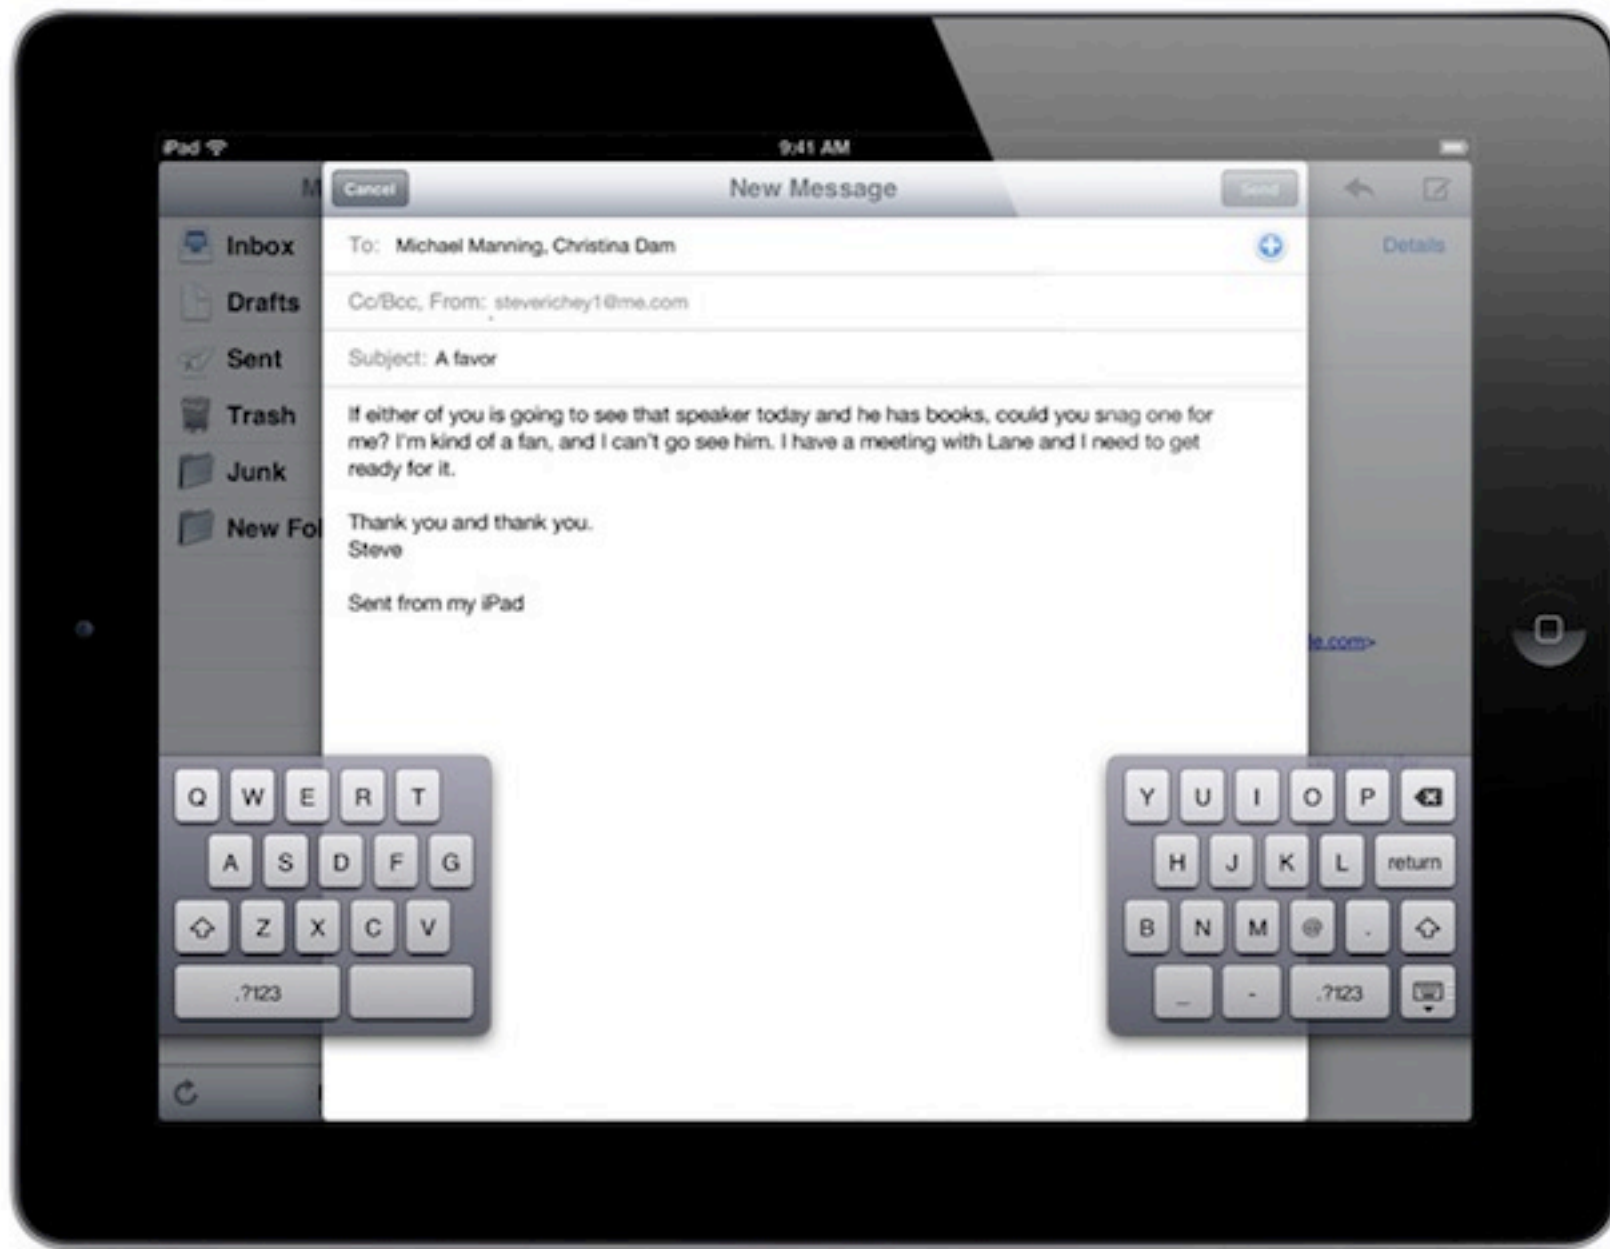 iPad 9:41 AM
M Cancel New Message Send
Inbox
Drafts
Sent
Trash
Junk
New Fol
To: Michael Manning, Christina Dam
Details
Cc/Bcc, From: steverichey1@me.com
Subject: A favor
If either of you is going to see that speaker today and he has books, could you snag one for
me? I'm kind of a fan, and I can't go see him. I have a meeting with Lane and I need to get
ready for it.
Thank you and thank you.
Steve
Sent from my iPad
le.com>
Q W E R T
A S D F G
Z X C V
.?123
Y U I O P
H J K L return
B N M @ .
_ - .?123